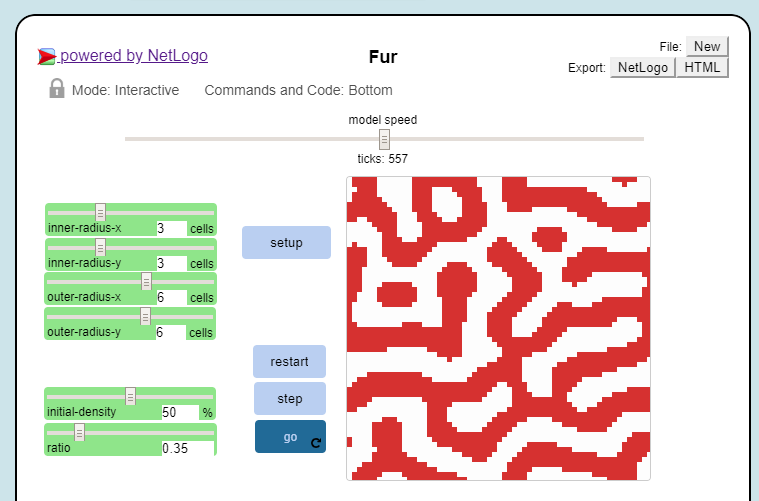 powered by NetLogo
Fur
File: New
Export: NetLogo HTML
Mode: Interactive
Commands and Code: Bottom
model speed
ticks: 557
inner-radius-x 3 cells
inner-radius-y 3 cells
outer-radius-x 6 cells
outer-radius-y 6 cells
setup
restart
step
go
initial-density 50 %
ratio 0.35